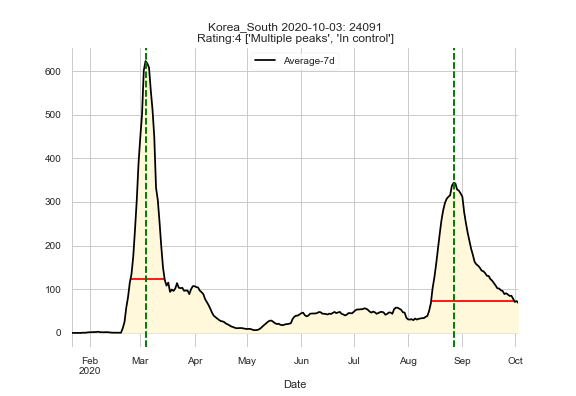 Korea_South 2020-10-03: 24091
Rating:4 ['Multiple peaks', 'In control']
Average-7d
600
500
400
300
200
100
0
Feb Mar Apr May Jun Jul Aug Sep Oct
2020
Date